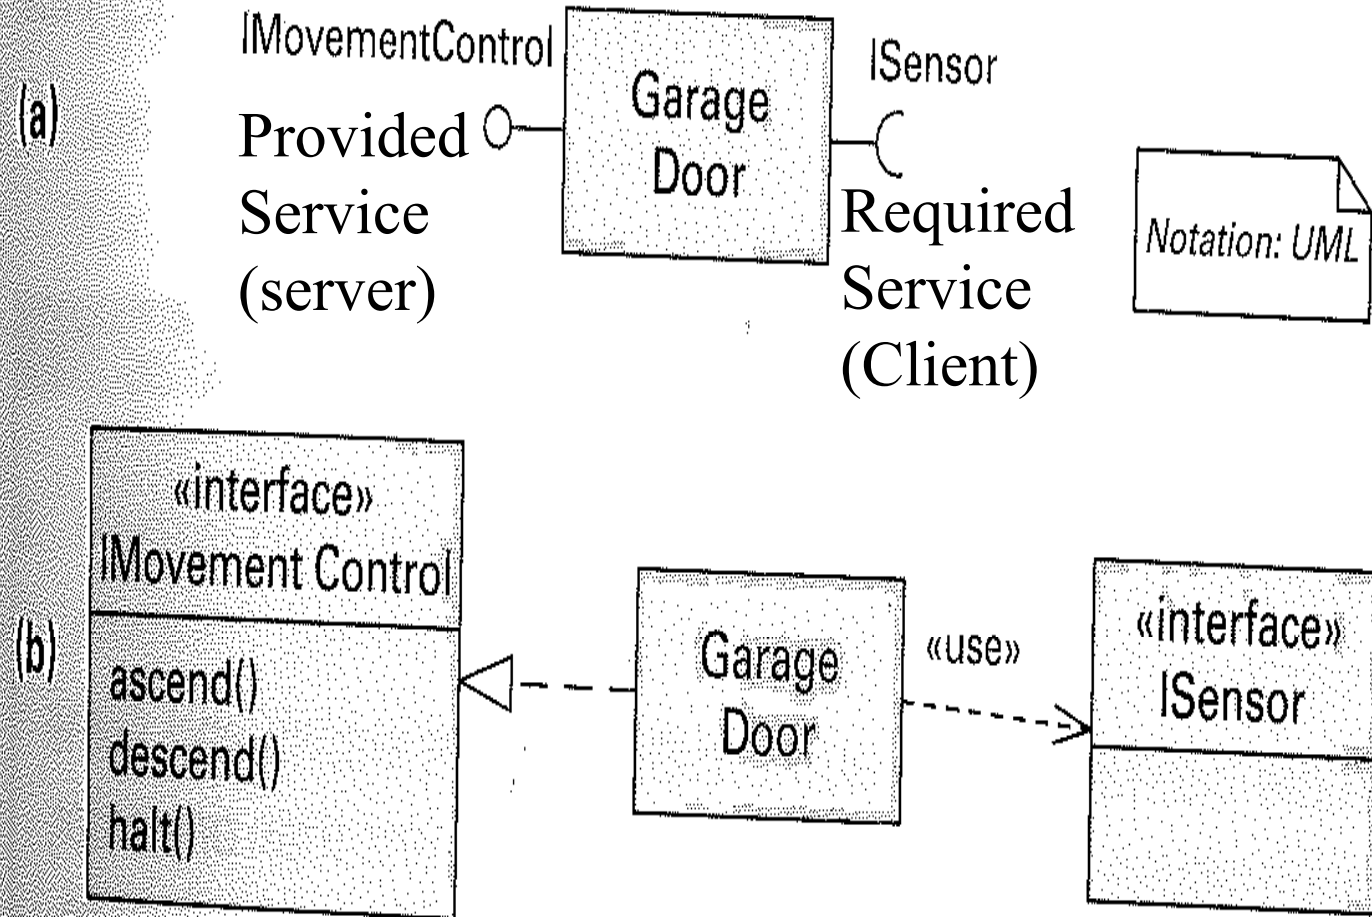 (a)
IMovementControl
Provided
Service
(server)
Garage
Door
ISensor
Required
Service
(Client)
Notation: UML
(b)
«interface»
IMovement Control
ascend()
descend()
halt()
Garage
Door
«use»
«interface»
ISensor